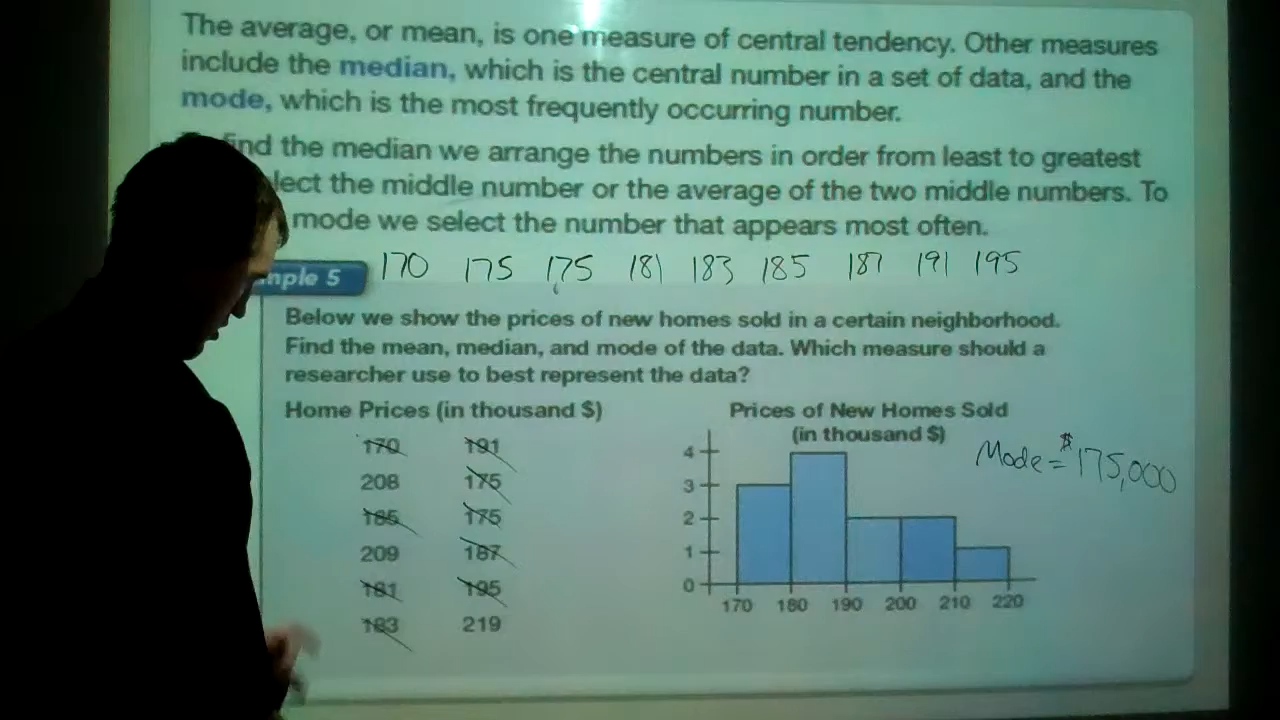 The average, or mean, is one measure of central tendency. Other measures
include the median, which is the central number in a set of data, and the
mode, which is the most frequently occurring number.
find the median we arrange the numbers in order from least to greatest
lect the middle number or the average of the two middle numbers. To
mode we select the number that appears most often.
170 175 175 181 183 185 187 191 195
mple 5
Below we show the prices of new homes sold in a certain neighborhood.
Find the mean, median, and mode of the data. Which measure should a
researcher use to best represent the data?
Home Prices (in thousand $)
170 191
208 175
185 175
209 187
181 195
183 219
Prices of New Homes Sold
(in thousand $)
4
3
2
1
0
170 180 190 200 210 220
Mode = $175,000